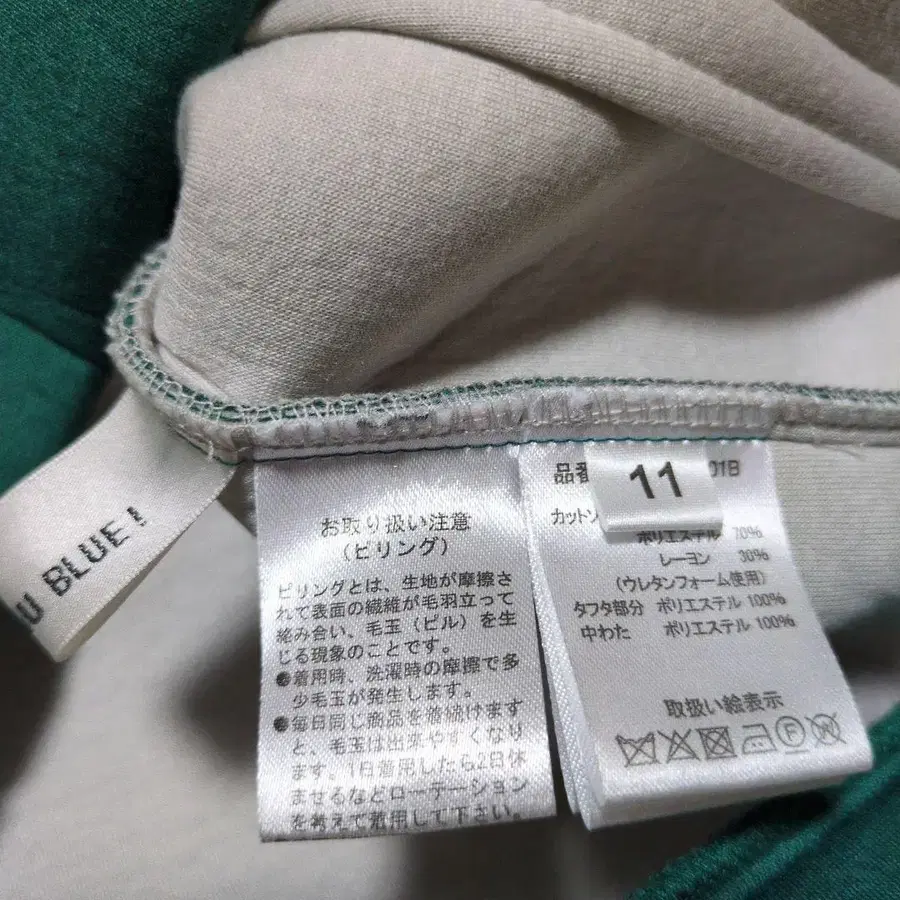 U BLUE!
お取り扱い注意
（ピリング）
ピリングとは、生地が摩擦さ
れて表面の繊維が毛羽立って
絡み合い、毛玉（ピル）を生
じる現象のことです。
●着用時、洗濯時の摩擦で多
少毛玉が発生します。
●毎日同じ商品を着続けます
と、毛玉は出来やすくなり
ます。1日着用したら2日休
ませるなどローテーション
を考えて着用して下さい。
品番
11
01B
カットソ
ポリエステル 70%
レーヨン 30%
（ウレタンフォーム使用）
タフタ部分 ポリエステル 100%
中わた ポリエステル 100%
取扱い絵表示